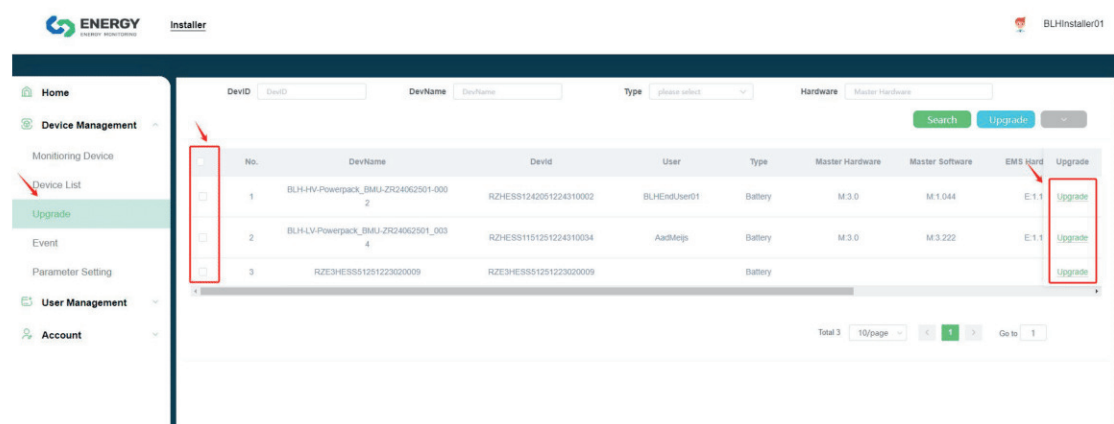 ENERGY
ENERGY MONITORING
Installer
BLHInstaller01
Home
Device Management
Monitoring Device
Device List
Upgrade
Event
Parameter Setting
User Management
Account
DevID DevID DevName DevName Type please select Hardware Master Hardware
Search Upgrade
No. DevName DevId User Type Master Hardware Master Software EMS Hard Upgrade
1 BLH-HV-Powerpack_BMU-ZR24062501-000 RZHESS1242051224310002 BLHEndUser01 Battery M:3.0 M:1.044 E:1.1 Upgrade
2
2 BLH-LV-Powerpack_BMU-ZR24062501_003 RZHESS1151251224310034 AadMeijs Battery M:3.0 M:3.222 E:1.1 Upgrade
4
3 RZE3HESS51251223020009 RZE3HESS51251223020009 Battery Upgrade
Total 3 10/page 1 Go to 1